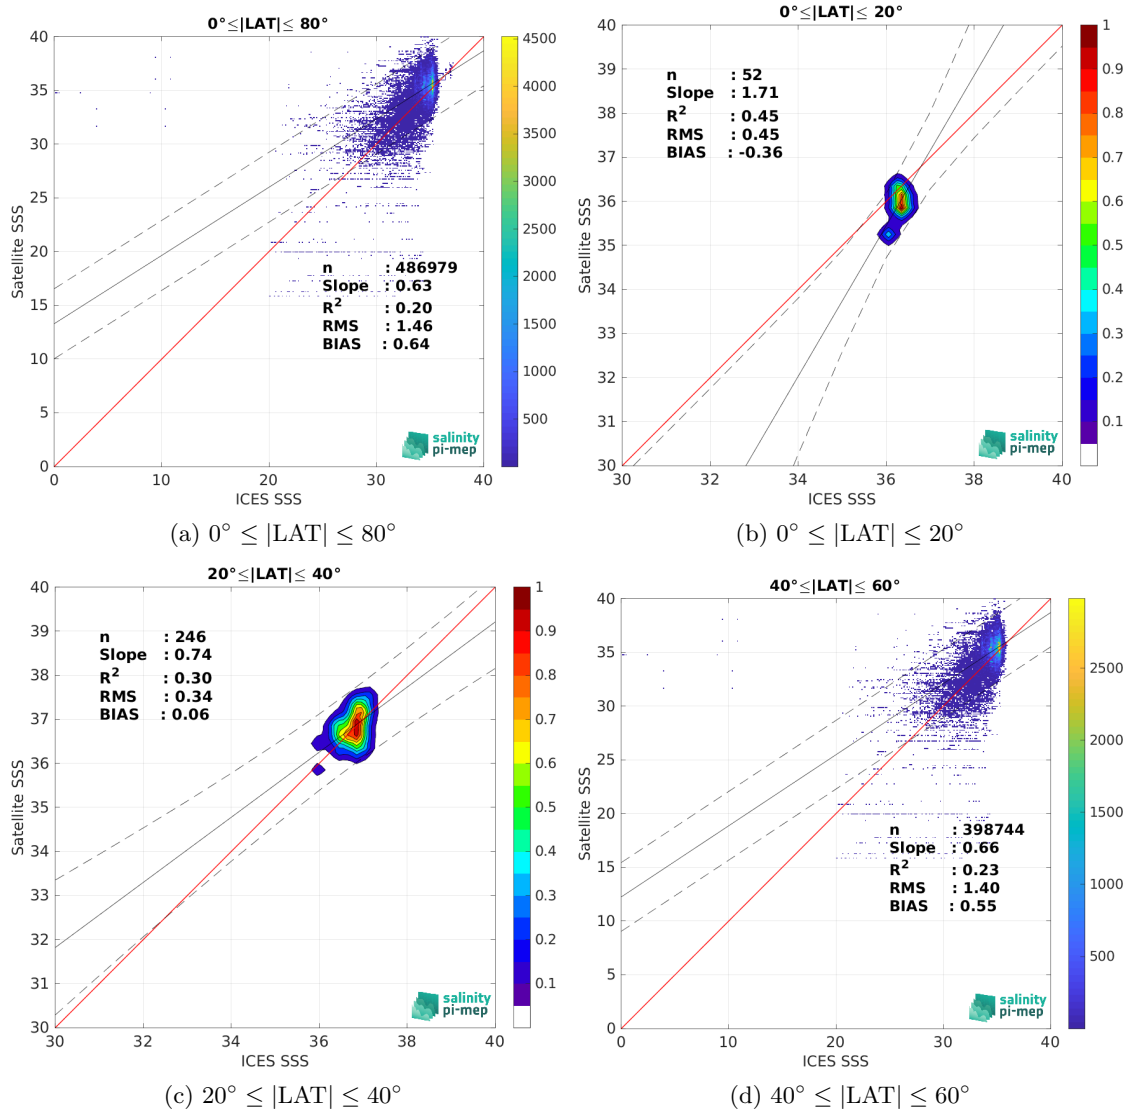 0°≤|LAT|≤ 80°
Satellite SSS
40
35
30
25
20
15
10
5
0
0
10
20
30
40
ICES SSS
n : 486979
Slope : 0.63
R² : 0.20
RMS : 1.46
BIAS : 0.64
salinity
pi-mep
4500
4000
3500
3000
2500
2000
1500
1000
500
(a) 0° ≤ |LAT| ≤ 80°
0°≤|LAT|≤ 20°
Satellite SSS
40
39
38
37
36
35
34
33
32
31
30
30
32
34
36
38
40
ICES SSS
n : 52
Slope : 1.71
R² : 0.45
RMS : 0.45
BIAS : -0.36
salinity
pi-mep
1
0.9
0.8
0.7
0.6
0.5
0.4
0.3
0.2
0.1
(b) 0° ≤ |LAT| ≤ 20°
20°≤|LAT|≤ 40°
Satellite SSS
40
39
38
37
36
35
34
33
32
31
30
30
32
34
36
38
40
ICES SSS
n : 246
Slope : 0.74
R² : 0.30
RMS : 0.34
BIAS : 0.06
salinity
pi-mep
1
0.9
0.8
0.7
0.6
0.5
0.4
0.3
0.2
0.1
(c) 20° ≤ |LAT| ≤ 40°
40°≤|LAT|≤ 60°
Satellite SSS
40
35
30
25
20
15
10
5
0
0
10
20
30
40
ICES SSS
n : 398744
Slope : 0.66
R² : 0.23
RMS : 1.40
BIAS : 0.55
salinity
pi-mep
2500
2000
1500
1000
500
(d) 40° ≤ |LAT| ≤ 60°